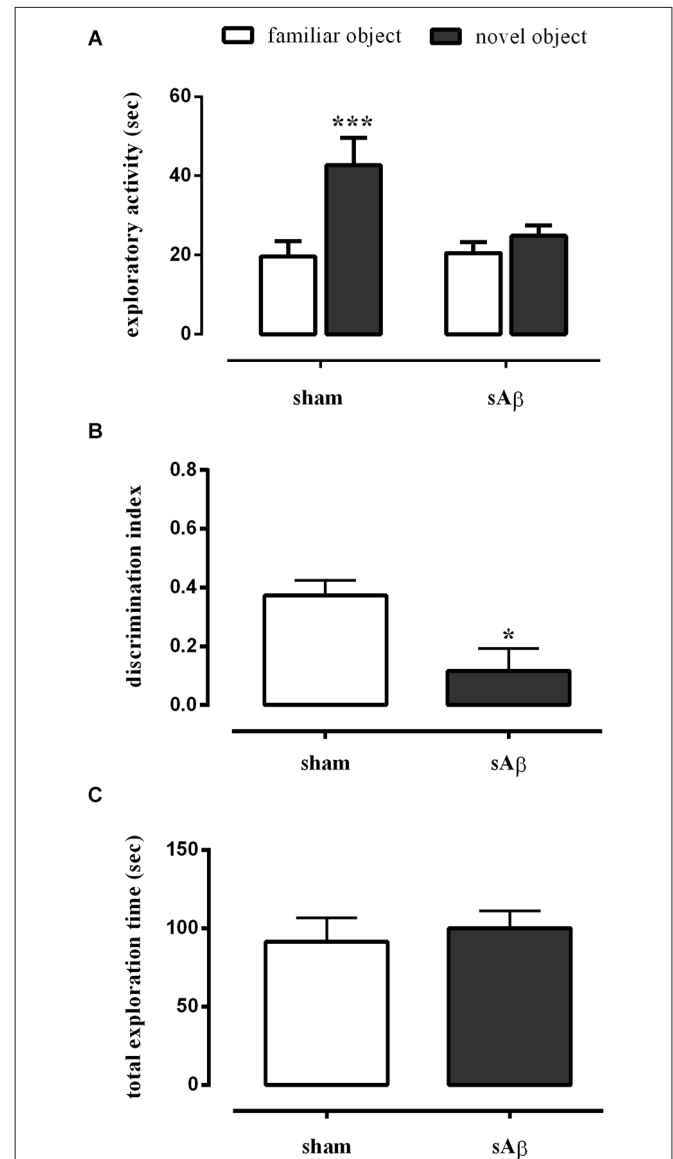 A
familiar object novel object
60
40
20
0
exploratory activity (sec)
***
sham sAβ
B
0.8
0.6
0.4
0.2
0.0
discrimination index
*
sham sAβ
C
150
100
50
0
total exploration time (sec)
sham sAβ